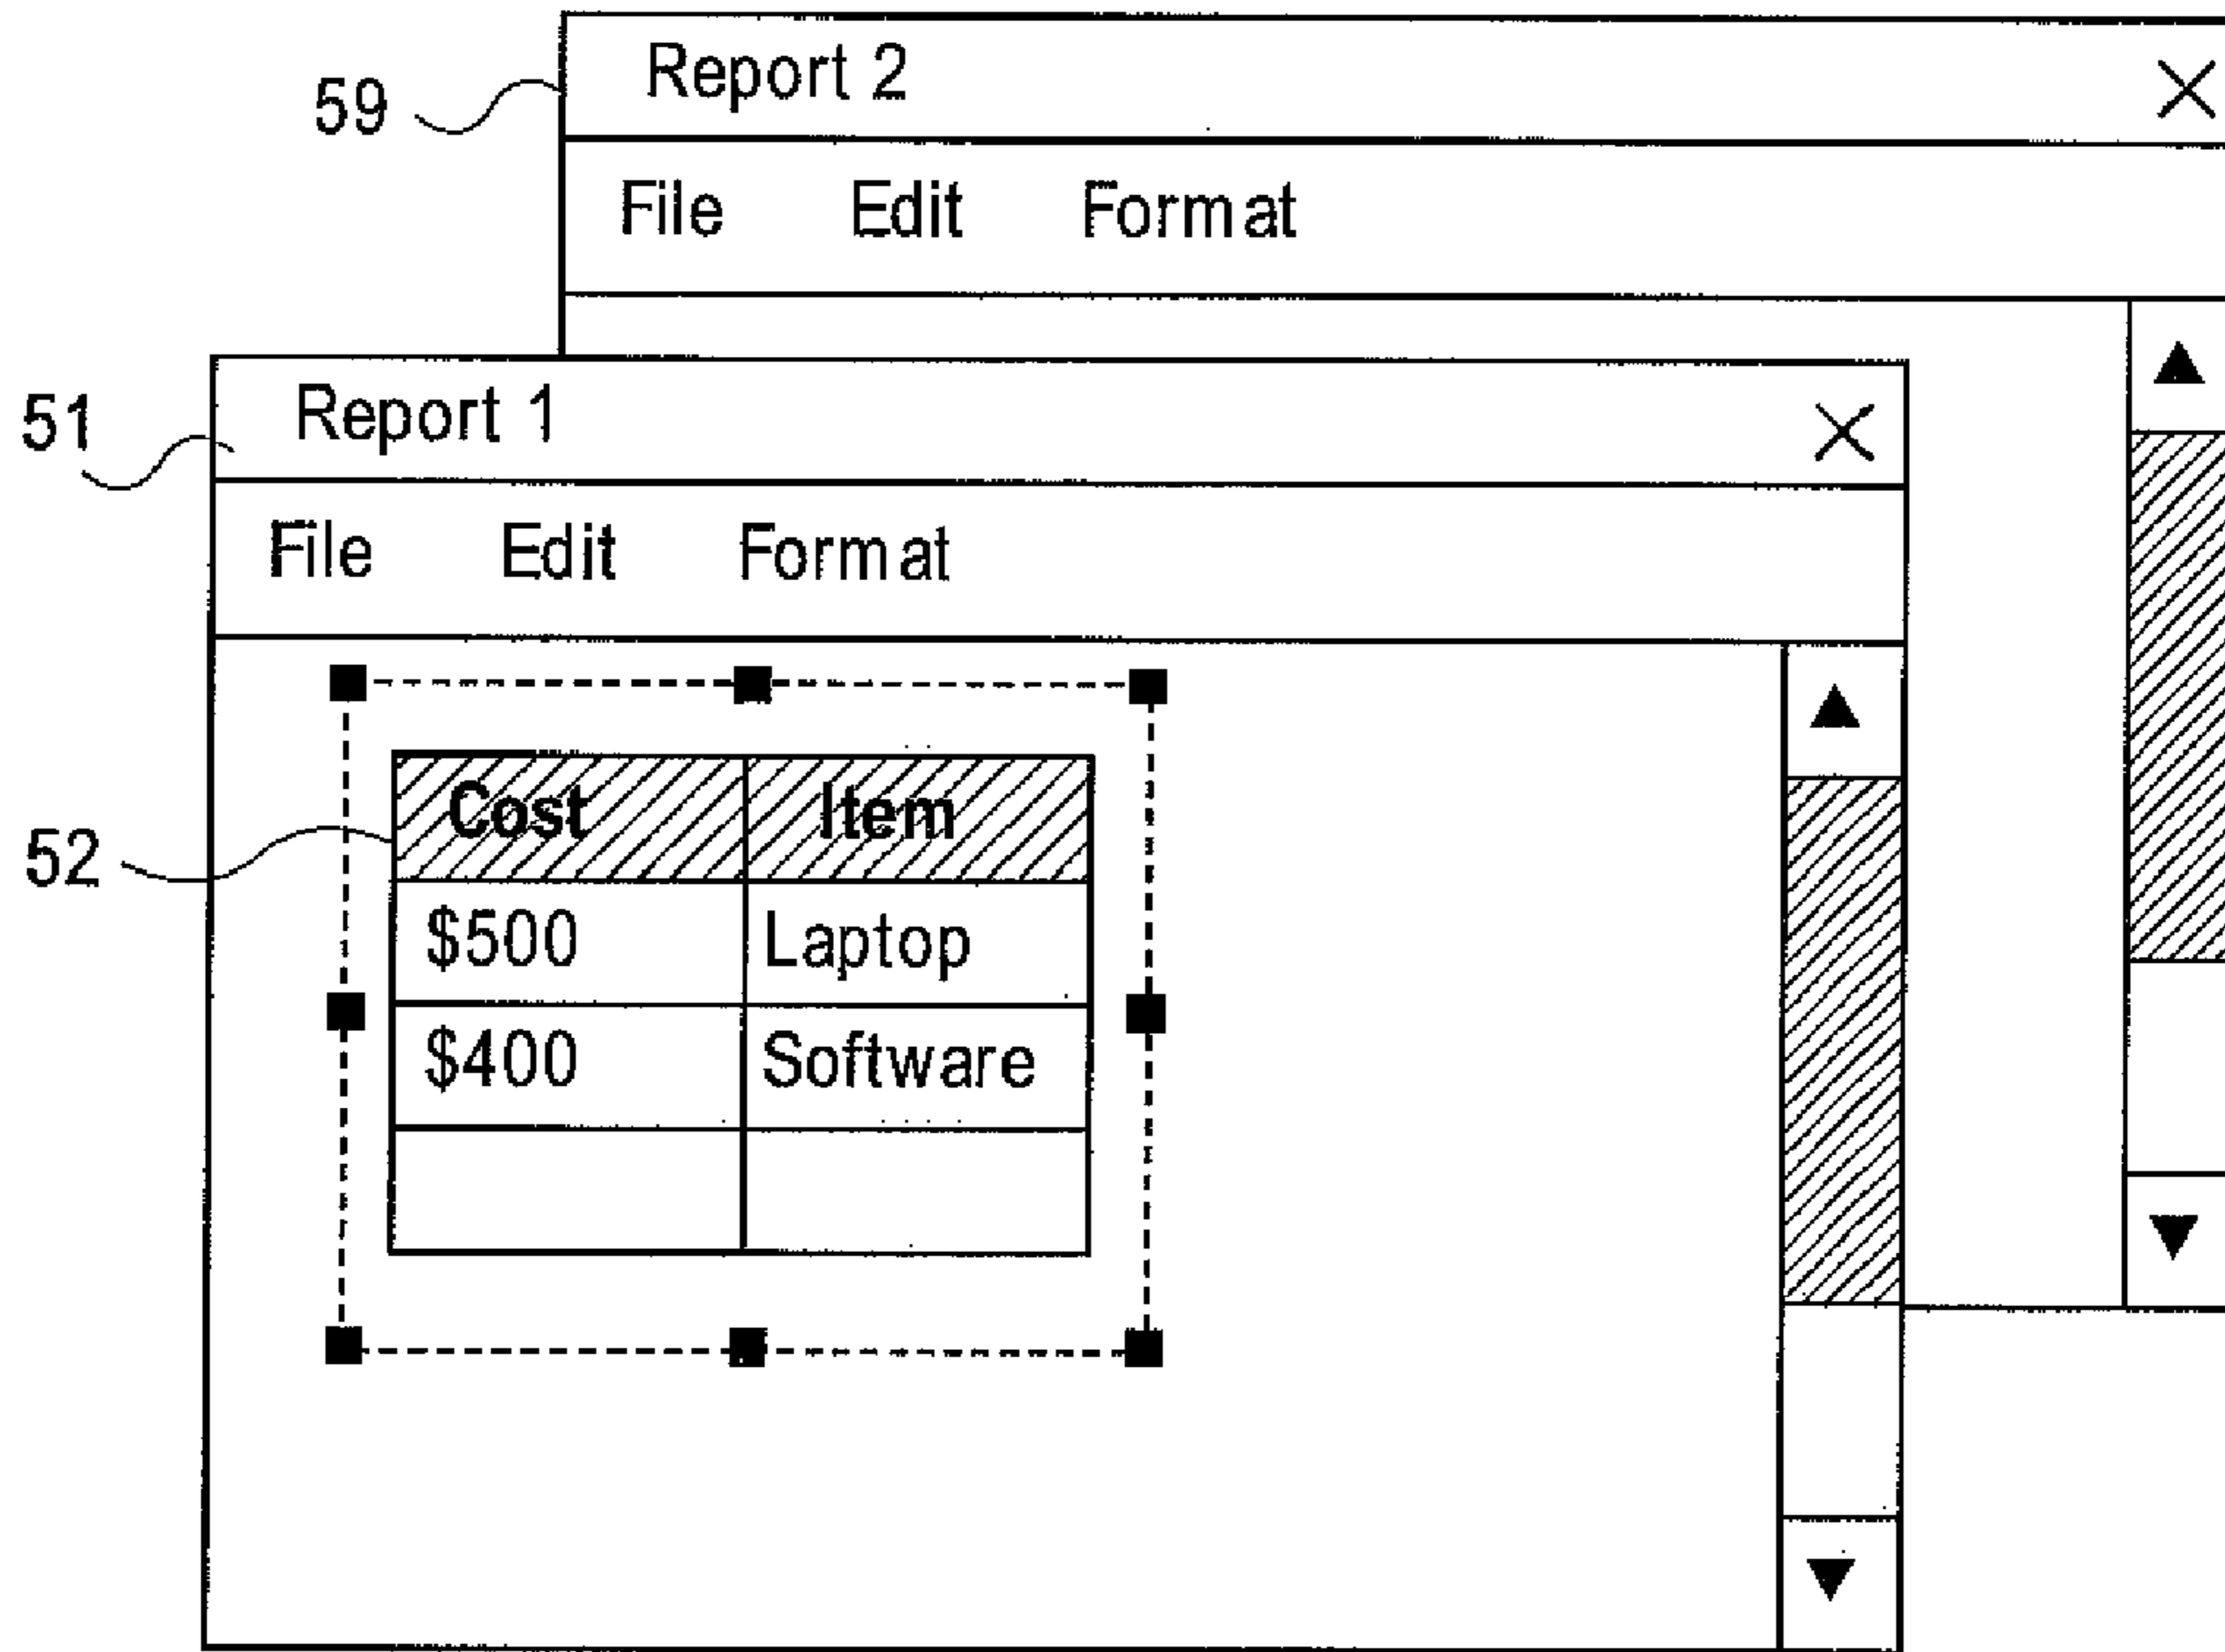 59 Report 2
File Edit Format
51 Report 1
File Edit Format
52 Cost Item
$500 Laptop
$400 Software